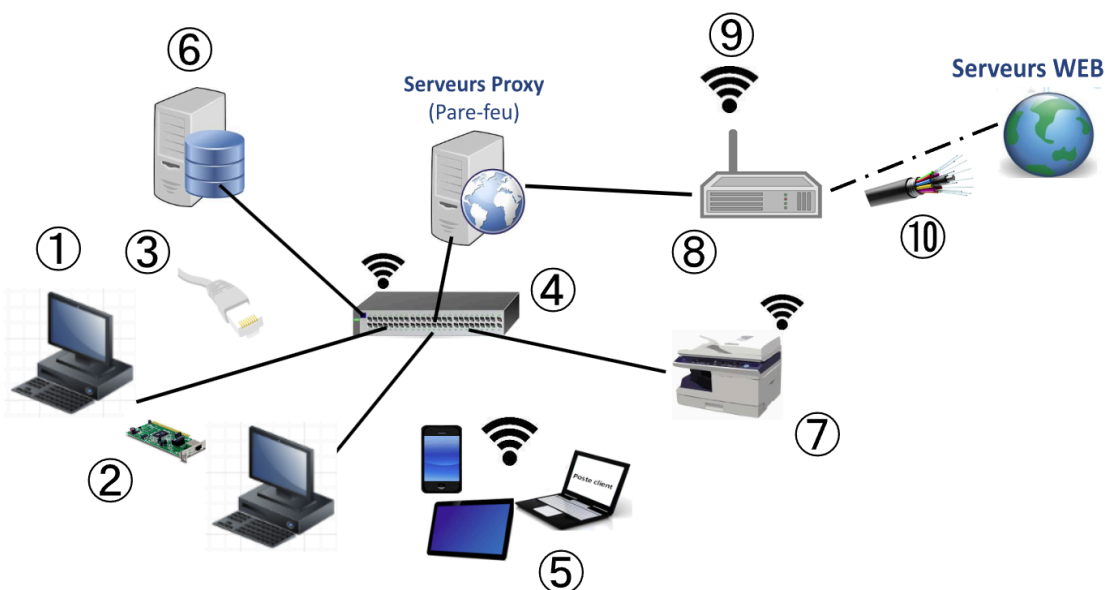 ⑥
⑨
Serveurs WEB
Serveurs Proxy
(Pare-feu)
①
③
④
⑧
⑩
②
Poste client
⑤
⑦